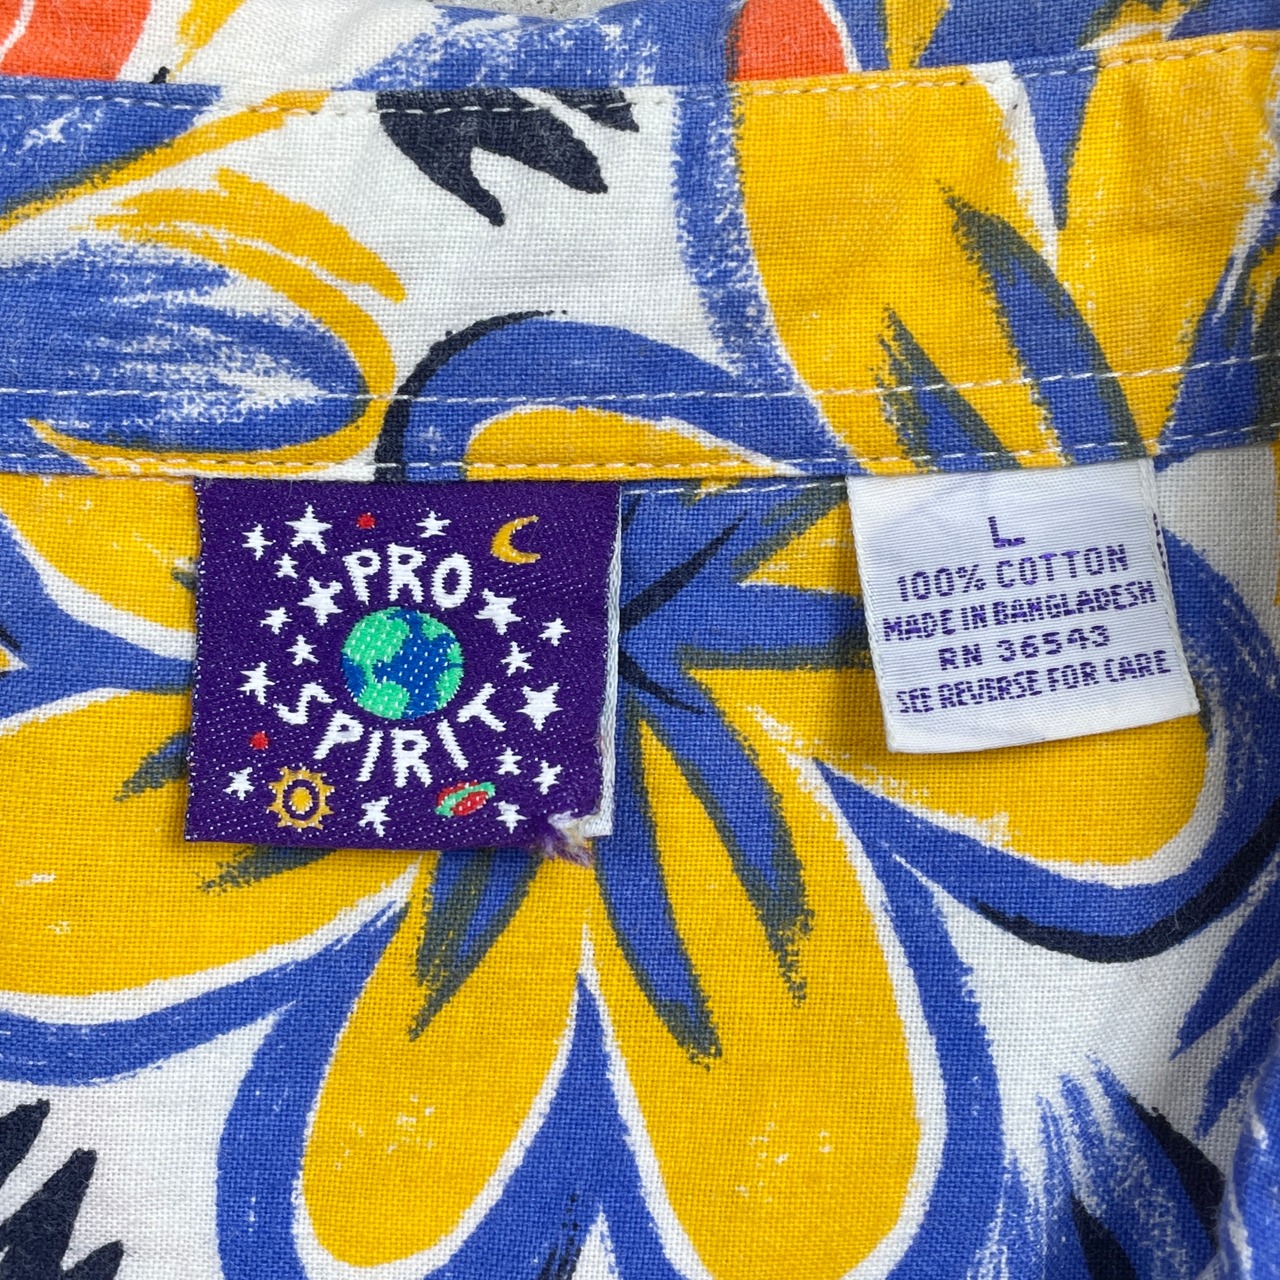 PRO
SPIRIT
L
100% COTTON
MADE IN BANGLADESH
RN 36543
SEE REVERSE FOR CARE